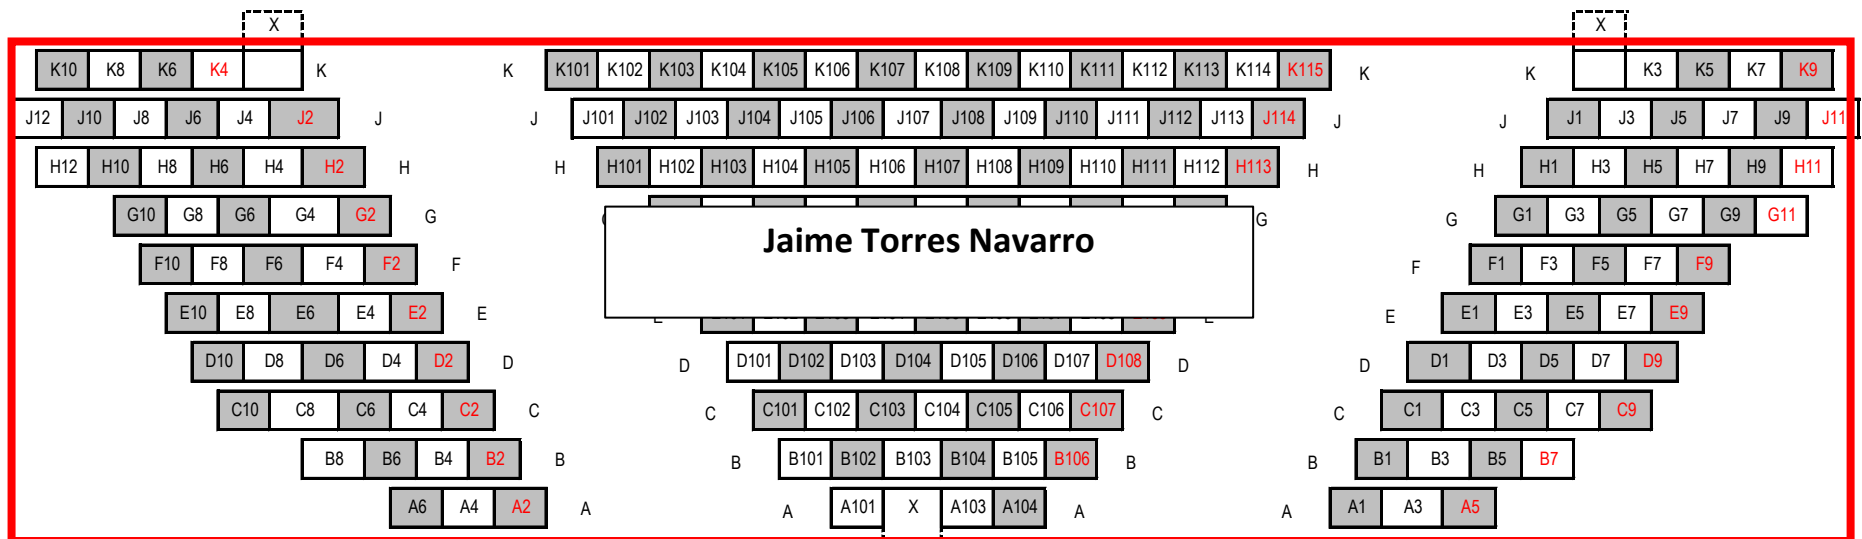 X X
K10 K8 K6 K4 K K K101 K102 K103 K104 K105 K106 K107 K108 K109 K110 K111 K112 K113 K114 K115 K K K3 K5 K7 K9
J12 J10 J8 J6 J4 J2 J J J101 J102 J103 J104 J105 J106 J107 J108 J109 J110 J111 J112 J113 J114 J J J1 J3 J5 J7 J9 J11
H12 H10 H8 H6 H4 H2 H H H101 H102 H103 H104 H105 H106 H107 H108 H109 H110 H111 H112 H113 H H H1 H3 H5 H7 H9 H11
G10 G8 G6 G4 G2 G G G G1 G3 G5 G7 G9 G11
Jaime Torres Navarro
F10 F8 F6 F4 F2 F F F1 F3 F5 F7 F9
E10 E8 E6 E4 E2 E E E1 E3 E5 E7 E9
D10 D8 D6 D4 D2 D D D101 D102 D103 D104 D105 D106 D107 D108 D D D1 D3 D5 D7 D9
C10 C8 C6 C4 C2 C C C101 C102 C103 C104 C105 C106 C107 C C C1 C3 C5 C7 C9
B8 B6 B4 B2 B B B101 B102 B103 B104 B105 B106 B B B1 B3 B5 B7
A6 A4 A2 A A A101 X A103 A104 A A A1 A3 A5